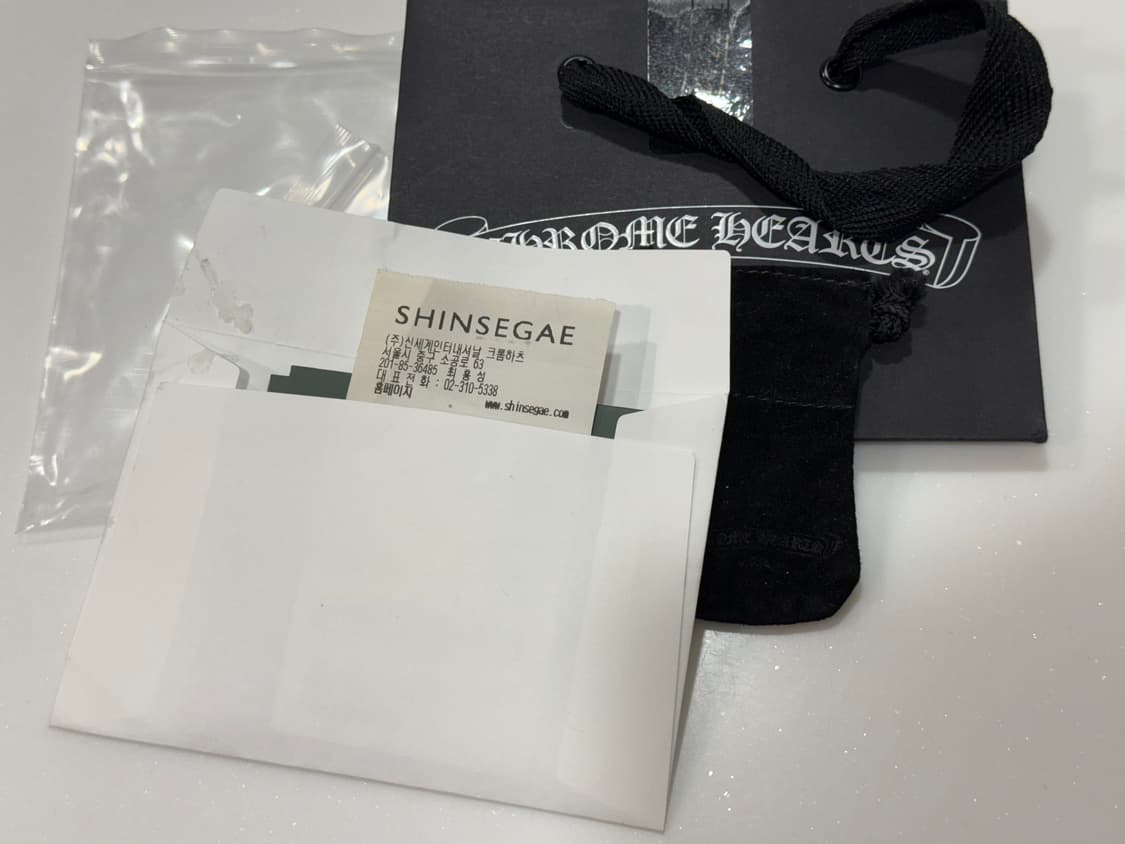 CHROME HEARTS
SHINSEGAE
(주)신세계인터내셔널 크롬하츠
서울시 중구 소공로 63
201-85-36485 최 홍 성
대 표 전 화 : 02-310-5338
홈페이지 www.shinsegae.com